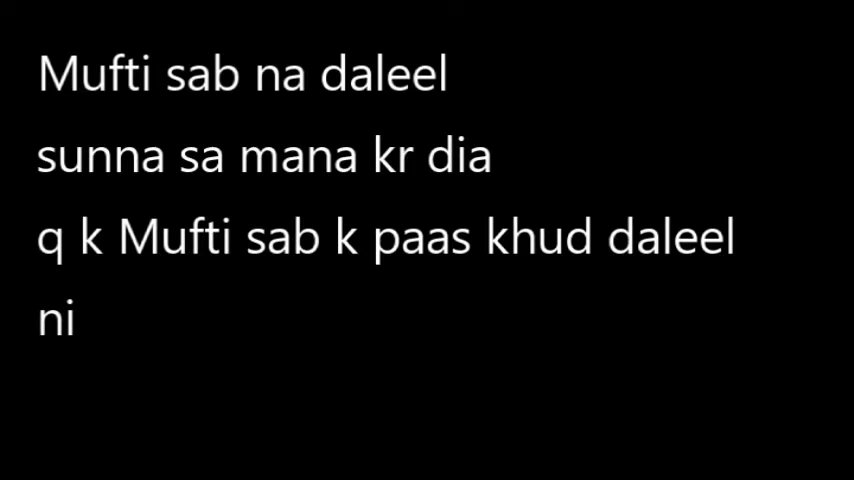 Mufti sab na daleel
sunna sa mana kr dia
q k Mufti sab k paas khud daleel
ni